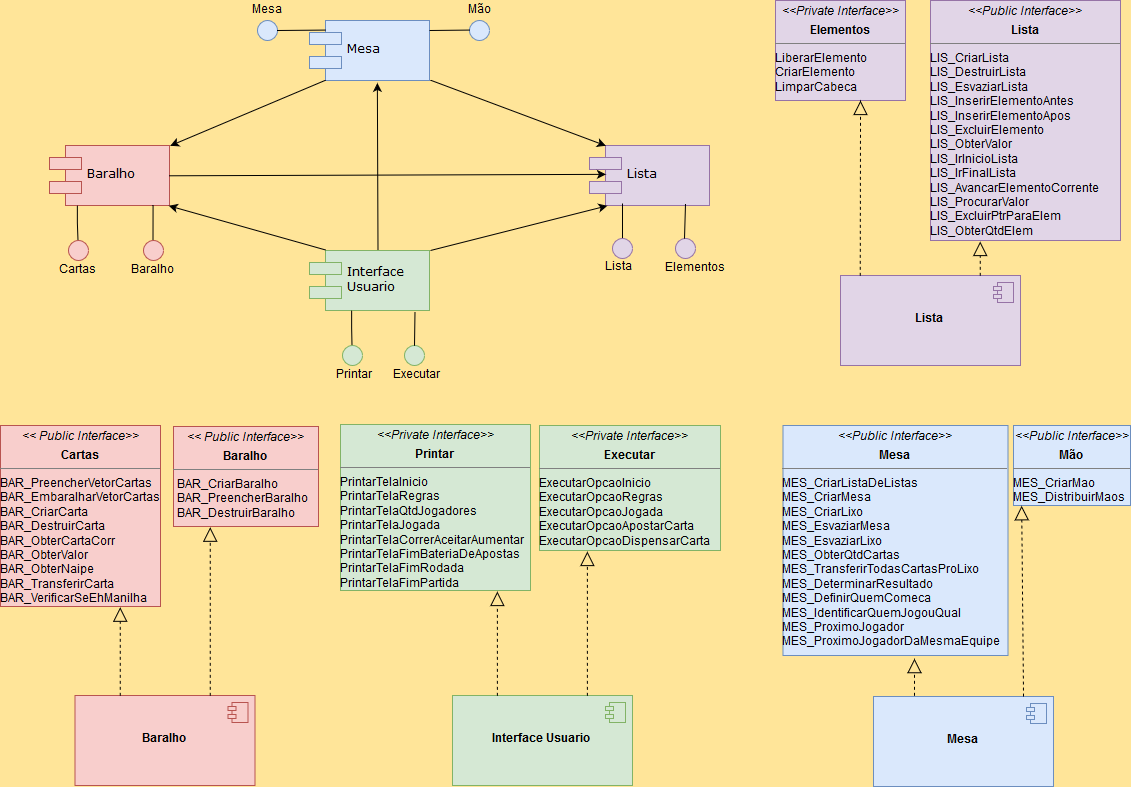 Mesa
Mão
Mesa
Baralho
Lista
Cartas
Baralho
Interface
Usuario
Lista
Elementos
Printar
Executar
<<Private Interface>>
Elementos
LiberarElemento
CriarElemento
LimparCabeca
<<Public Interface>>
Lista
LIS_CriarLista
LIS_DestruirLista
LIS_EsvaziarLista
LIS_InserirElementoAntes
LIS_InserirElementoApos
LIS_ExcluirElemento
LIS_ObterValor
LIS_IrInicioLista
LIS_IrFinalLista
LIS_AvancarElementoCorrente
LIS_ProcurarValor
LIS_ExcluirPtrParaElem
LIS_ObterQtdElem
Lista
<< Public Interface>>
Cartas
BAR_PreencherVetorCartas
BAR_EmbaralharVetorCartas
BAR_CriarCarta
BAR_DestruirCarta
BAR_ObterCartaCorr
BAR_ObterValor
BAR_ObterNaipe
BAR_TransferirCarta
BAR_VerificarSeEhManilha
<< Public Interface>>
Baralho
BAR_CriarBaralho
BAR_PreencherBaralho
BAR_DestruirBaralho
Baralho
<<Private Interface>>
Printar
PrintarTelaInicio
PrintarTelaRegras
PrintarTelaQtdJogadores
PrintarTelaJogada
PrintarTelaCorrerAceitarAumentar
PrintarTelaFimBateriaDeApostas
PrintarTelaFimRodada
PrintarTelaFimPartida
<<Private Interface>>
Executar
ExecutarOpcaoInicio
ExecutarOpcaoRegras
ExecutarOpcaoJogada
ExecutarOpcaoApostarCarta
ExecutarOpcaoDispensarCarta
Interface Usuario
<<Public Interface>>
Mesa
MES_CriarListaDeListas
MES_CriarMesa
MES_CriarLixo
MES_EsvaziarMesa
MES_EsvaziarLixo
MES_ObterQtdCartas
MES_TransferirTodasCartasProLixo
MES_DeterminarResultado
MES_DefinirQuemComeca
MES_IdentificarQuemJogouQual
MES_ProximoJogador
MES_ProximoJogadorDaMesmaEquipe
<<Public Interface>>
Mão
MES_CriarMao
MES_DistribuirMaos
Mesa